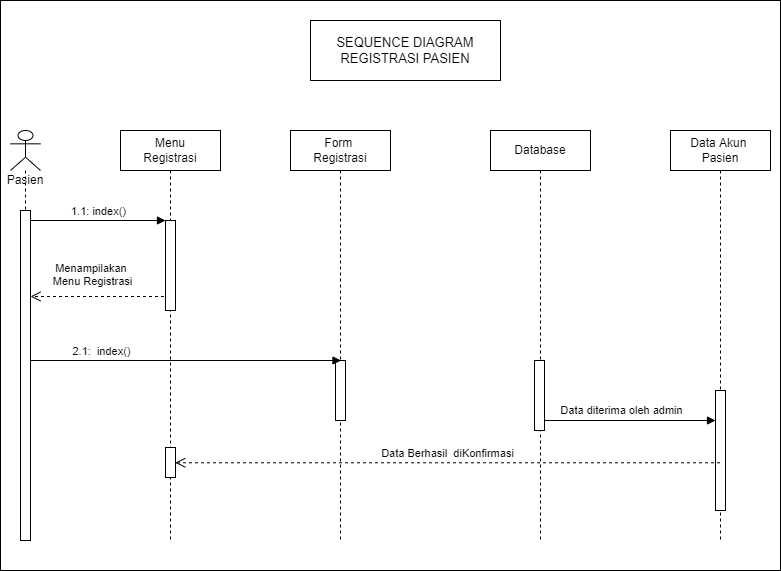 SEQUENCE DIAGRAM
REGISTRASI PASIEN
Pasien
Menu
Registrasi
Form
Registrasi
Database
Data Akun
Pasien
1.1: index()
Menampilakan
Menu Registrasi
2.1: index()
Data diterima oleh admin
Data Berhasil diKonfirmasi